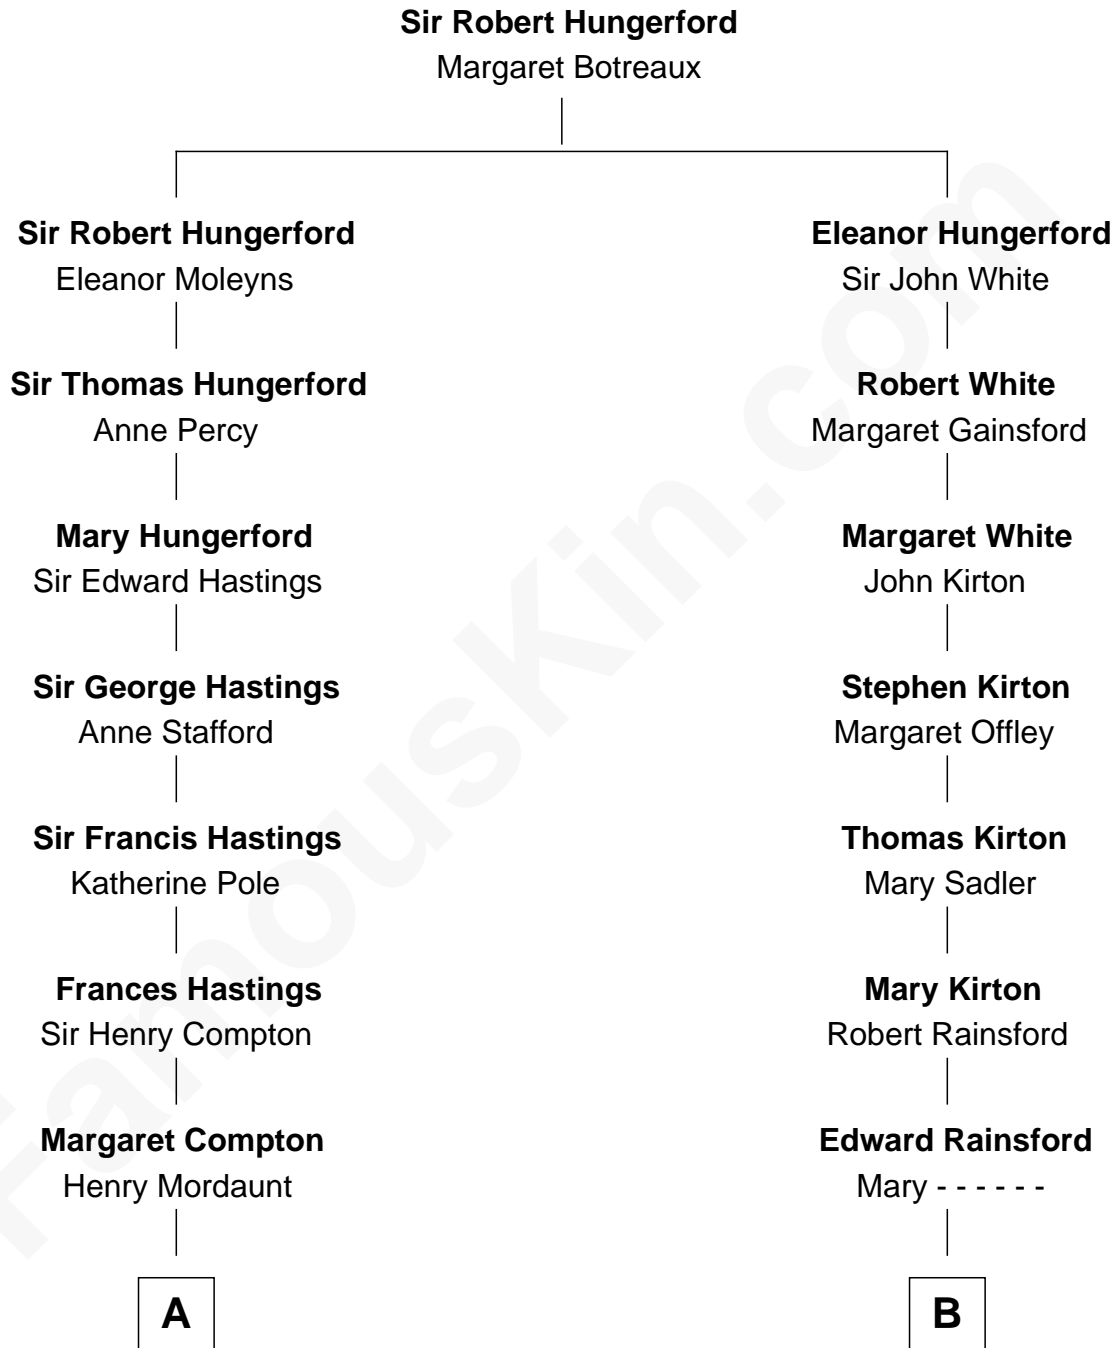 Sir Robert Hungerford
Margaret Botreaux
Sir Robert Hungerford
Eleanor Moleyns
Sir Thomas Hungerford
Anne Percy
Mary Hungerford
Sir Edward Hastings
Sir George Hastings
Anne Stafford
Sir Francis Hastings
Katherine Pole
Frances Hastings
Sir Henry Compton
Margaret Compton
Henry Mordaunt
A
Eleanor Hungerford
Sir John White
Robert White
Margaret Gainsford
Margaret White
John Kirton
Stephen Kirton
Margaret Offley
Thomas Kirton
Mary Sadler
Mary Kirton
Robert Rainsford
Edward Rainsford
Mary - - - - - -
B
FamousKin.com